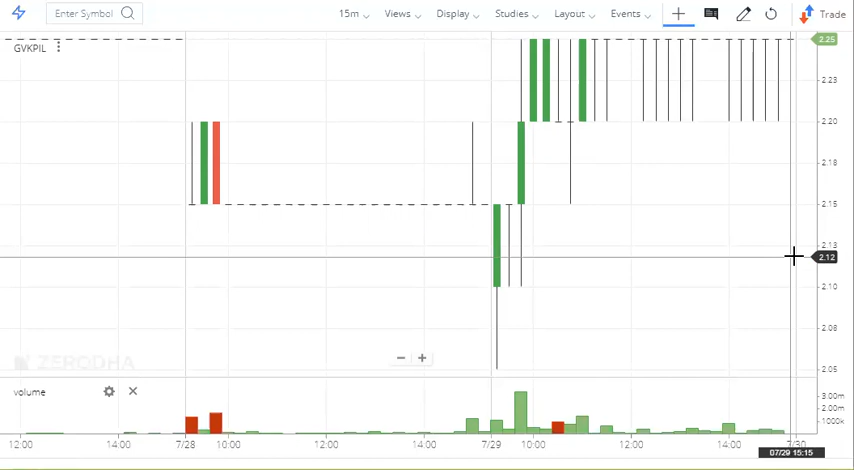 Enter Symbol 15m Views Display Studies Layout Events Trade
GVKPIL
2.25
2.23
2.20
2.18
2.15
2.13
2.12
2.10
2.08
ZERODHA
2.05
volume
3.00m
2.00m
1000k
12:00 14:00 7/28 10:00 12:00 14:00 7/29 10:00 12:00 14:00 7/30
07/29 15:15